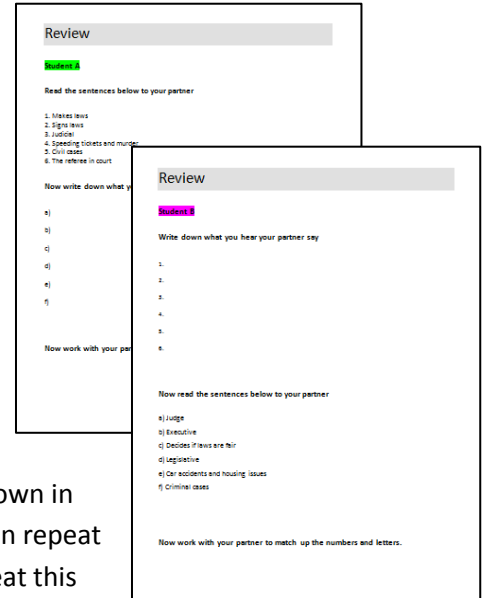 Review
Student A
Read the sentences below to your partner
1. Makes laws
2. Signs laws
3. Judicial
4. Speeding tickets and murder
5. Civil cases
6. The referee in court
Now write down what y
a)
b)
c)
d)
e)
f)
Now work with your par
Review
Student B
Write down what you hear your partner say
1.
2.
3.
4.
5.
6.
Now read the sentences below to your partner
a) Judge
b) Executive
c) Decides if laws are fair
d) Legislative
e) Car accidents and housing issues
f) Criminal cases
Now work with your partner to match up the numbers and letters.
own in
n repeat
eat this